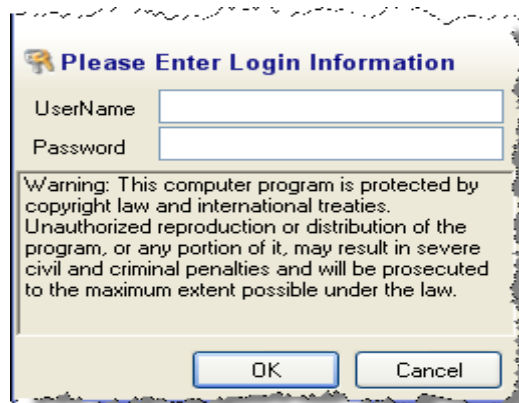 Please Enter Login Information
UserName
Password
Warning: This computer program is protected by
copyright law and international treaties.
Unauthorized reproduction or distribution of the
program, or any portion of it, may result in severe
civil and criminal penalties and will be prosecuted
to the maximum extent possible under the law.
OK Cancel